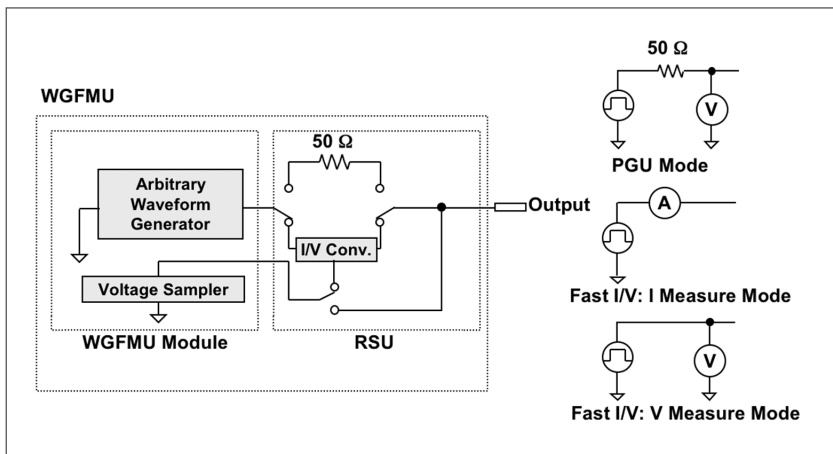 WGFMU
50 Ω
Arbitrary
Waveform
Generator
I/V Conv.
Voltage Sampler
WGFMU Module
RSU
Output
50 Ω
V
PGU Mode
A
Fast I/V: I Measure Mode
V
Fast I/V: V Measure Mode